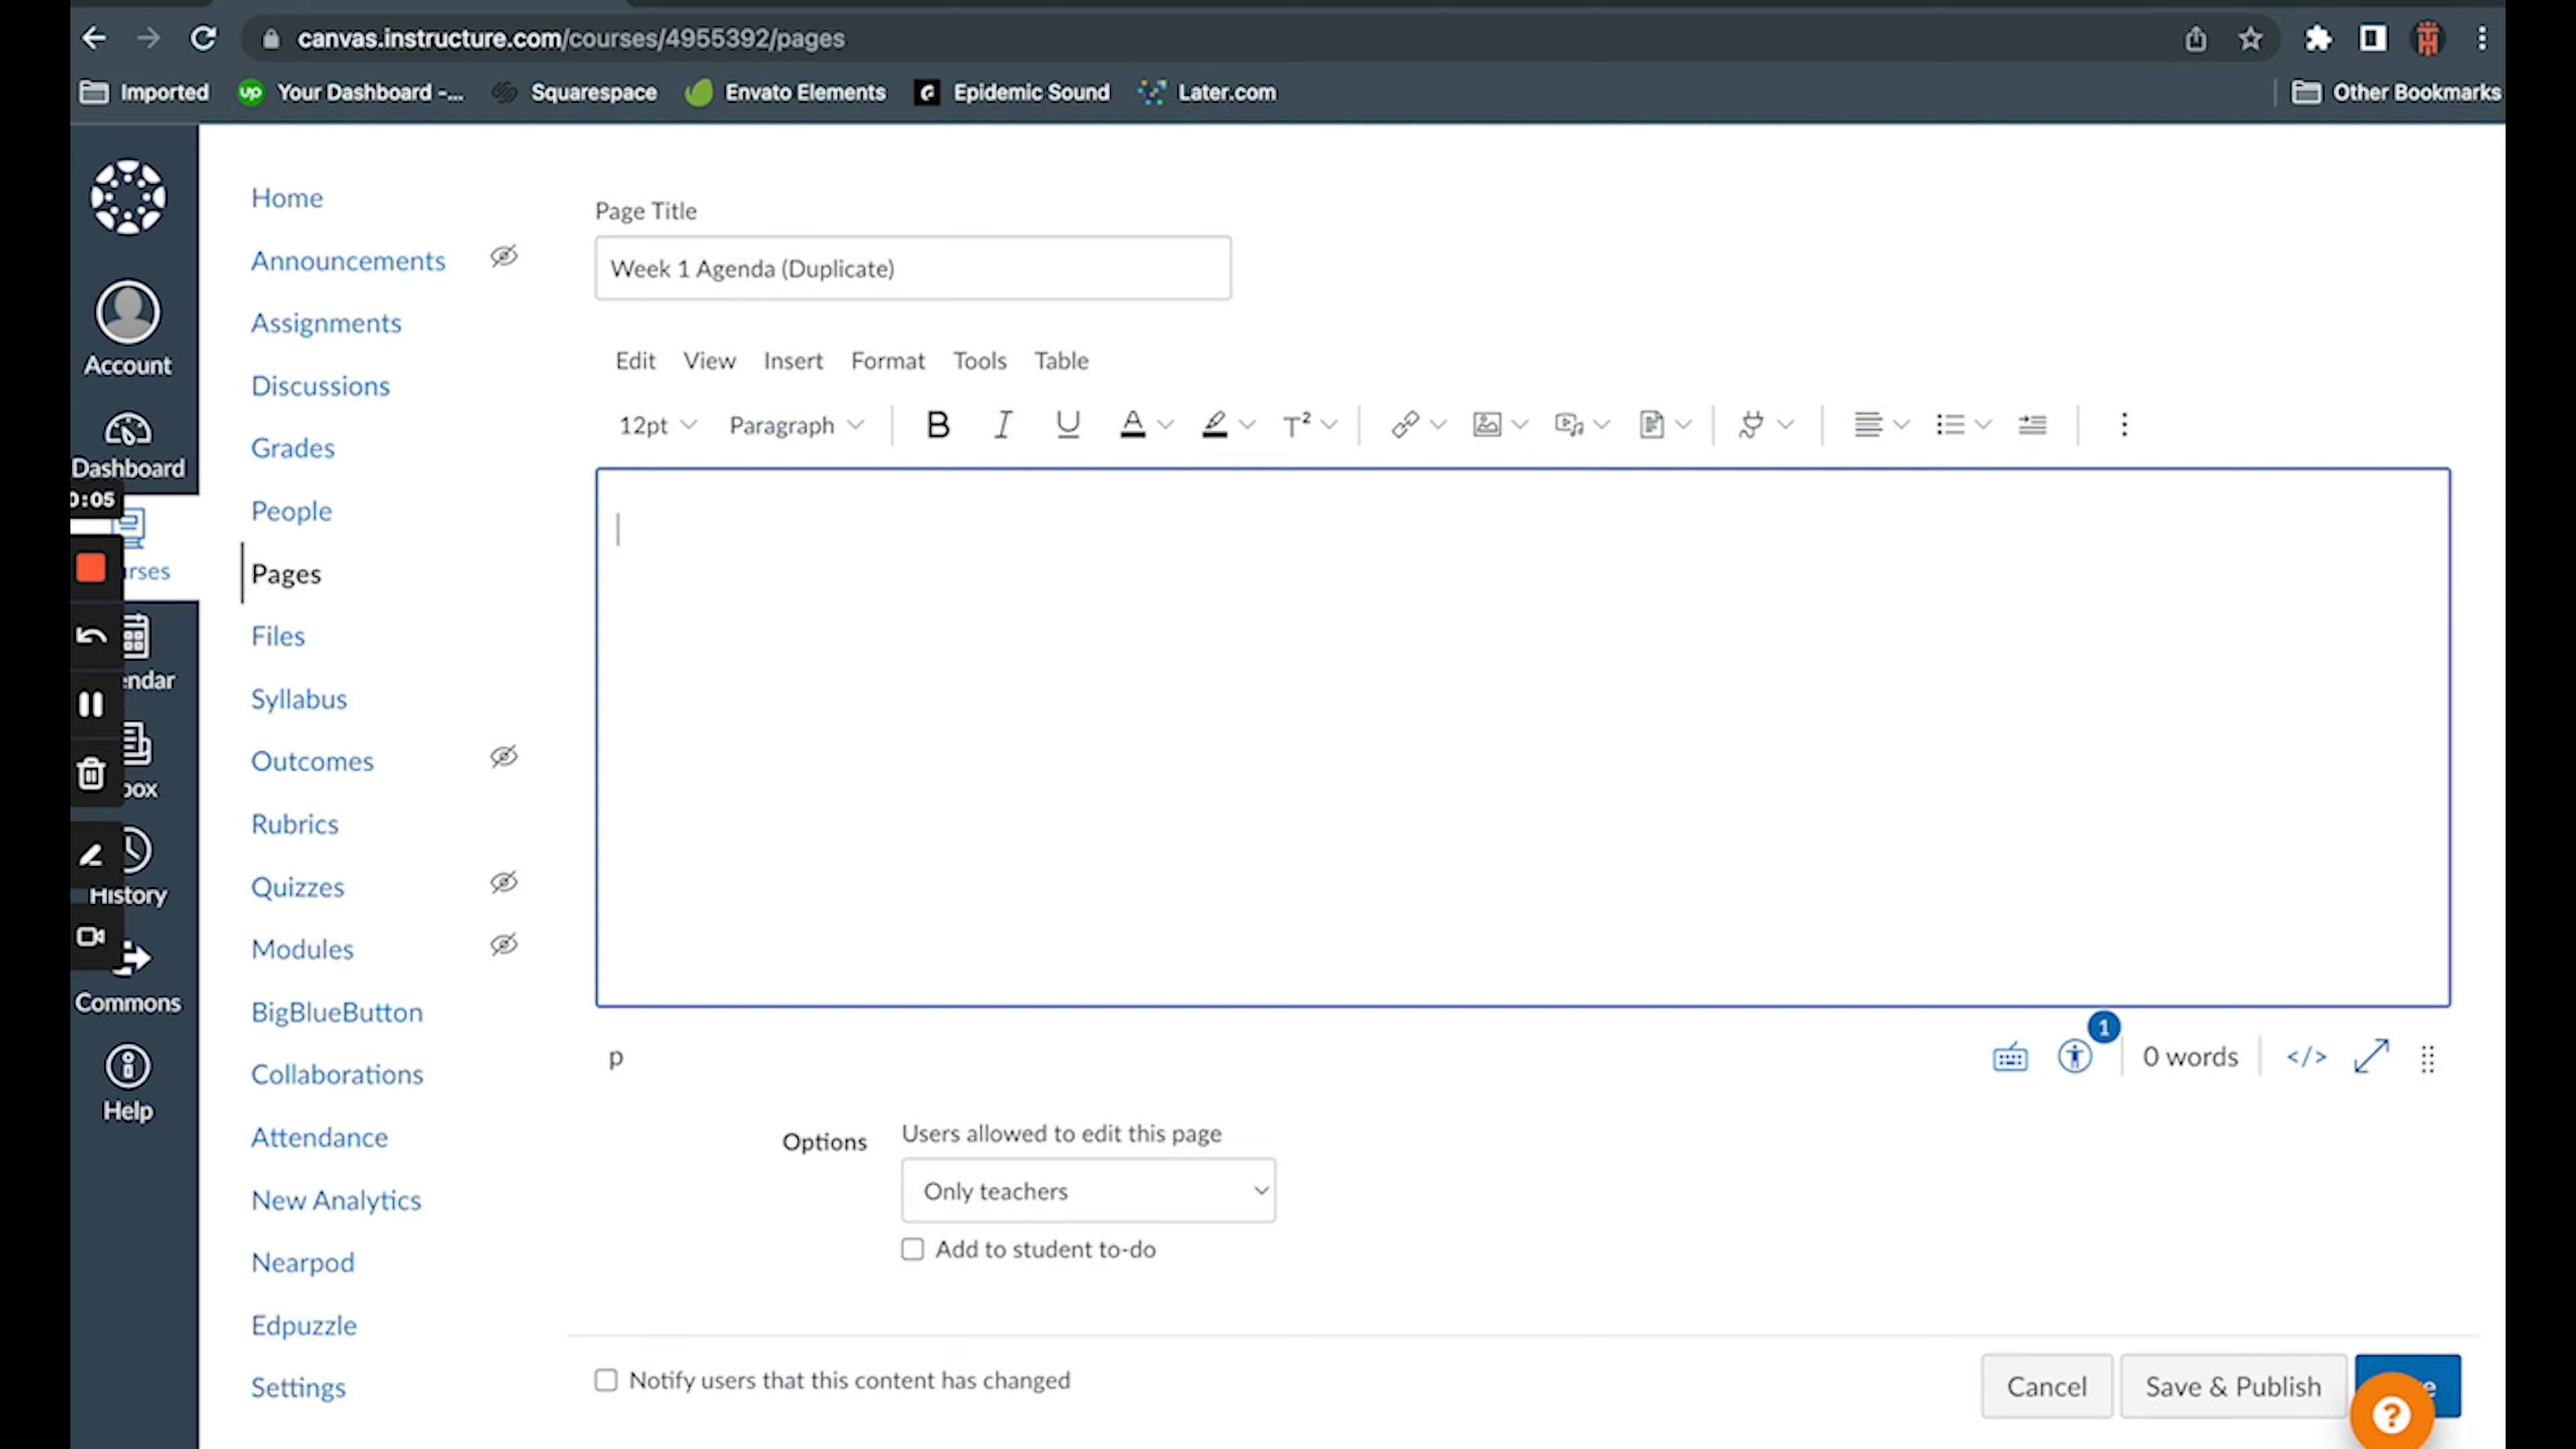 canvas.instructure.com/courses/4955392/pages
Imported
up Your Dashboard -...
Squarespace
Envato Elements
Epidemic Sound
Later.com
Other Bookmarks
Account
Dashboard
0:05
rses
endar
box
History
Commons
Help
Home
Announcements
Assignments
Discussions
Grades
People
Pages
Files
Syllabus
Outcomes
Rubrics
Quizzes
Modules
BigBlueButton
Collaborations
Attendance
New Analytics
Nearpod
Edpuzzle
Settings
Page Title
Week 1 Agenda (Duplicate)
Edit View Insert Format Tools Table
12pt Paragraph B I U A T²
p
1
0 words </>
Options
Users allowed to edit this page
Only teachers
Add to student to-do
Notify users that this content has changed
Cancel
Save & Publish
e
?